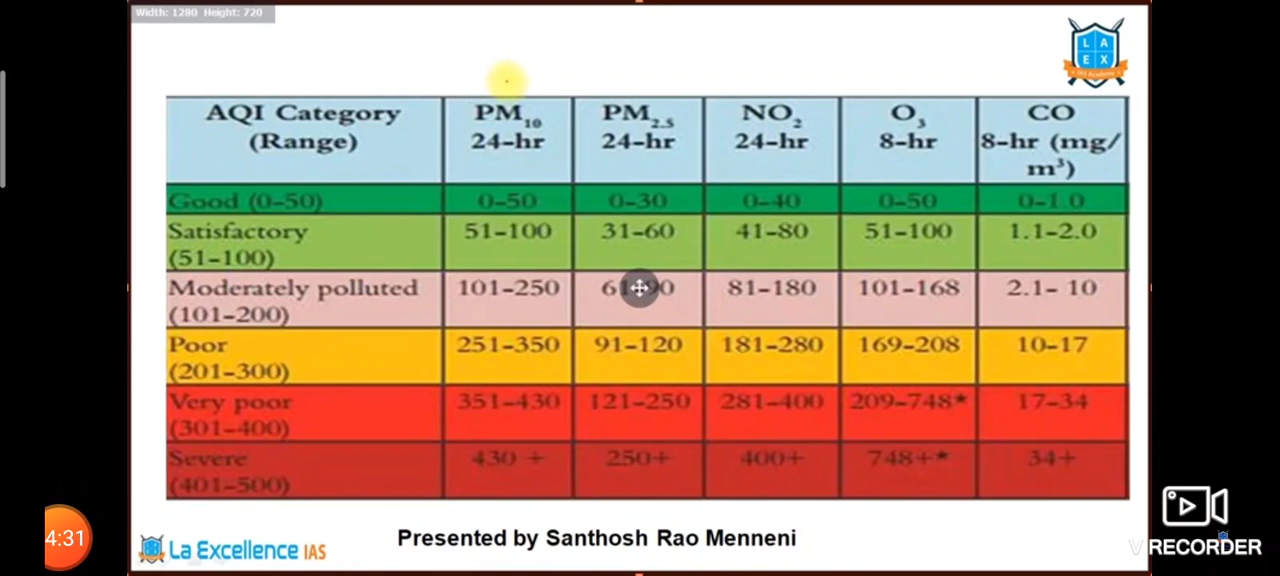 Width: 1280 Height: 720
L A
E X
IAS Academy
AQI Category (Range) PM10 24-hr PM2.5 24-hr NO2 24-hr O3 8-hr CO 8-hr (mg/m³)
Good (0-50) 0-50 0-30 0-40 0-50 0-1.0
Satisfactory (51-100) 51-100 31-60 41-80 51-100 1.1-2.0
Moderately polluted (101-200) 101-250 81-180 101-168 2.1- 10
Poor (201-300) 251-350 91-120 181-280 169-208 10-17
Very poor (301-400) 351-430 121-250 281-400 209-748* 17-34
Severe (401-500) 430 + 250+ 400+ 748+* 34+
4:31
La Excellence IAS
Presented by Santhosh Rao Menneni
V RECORDER